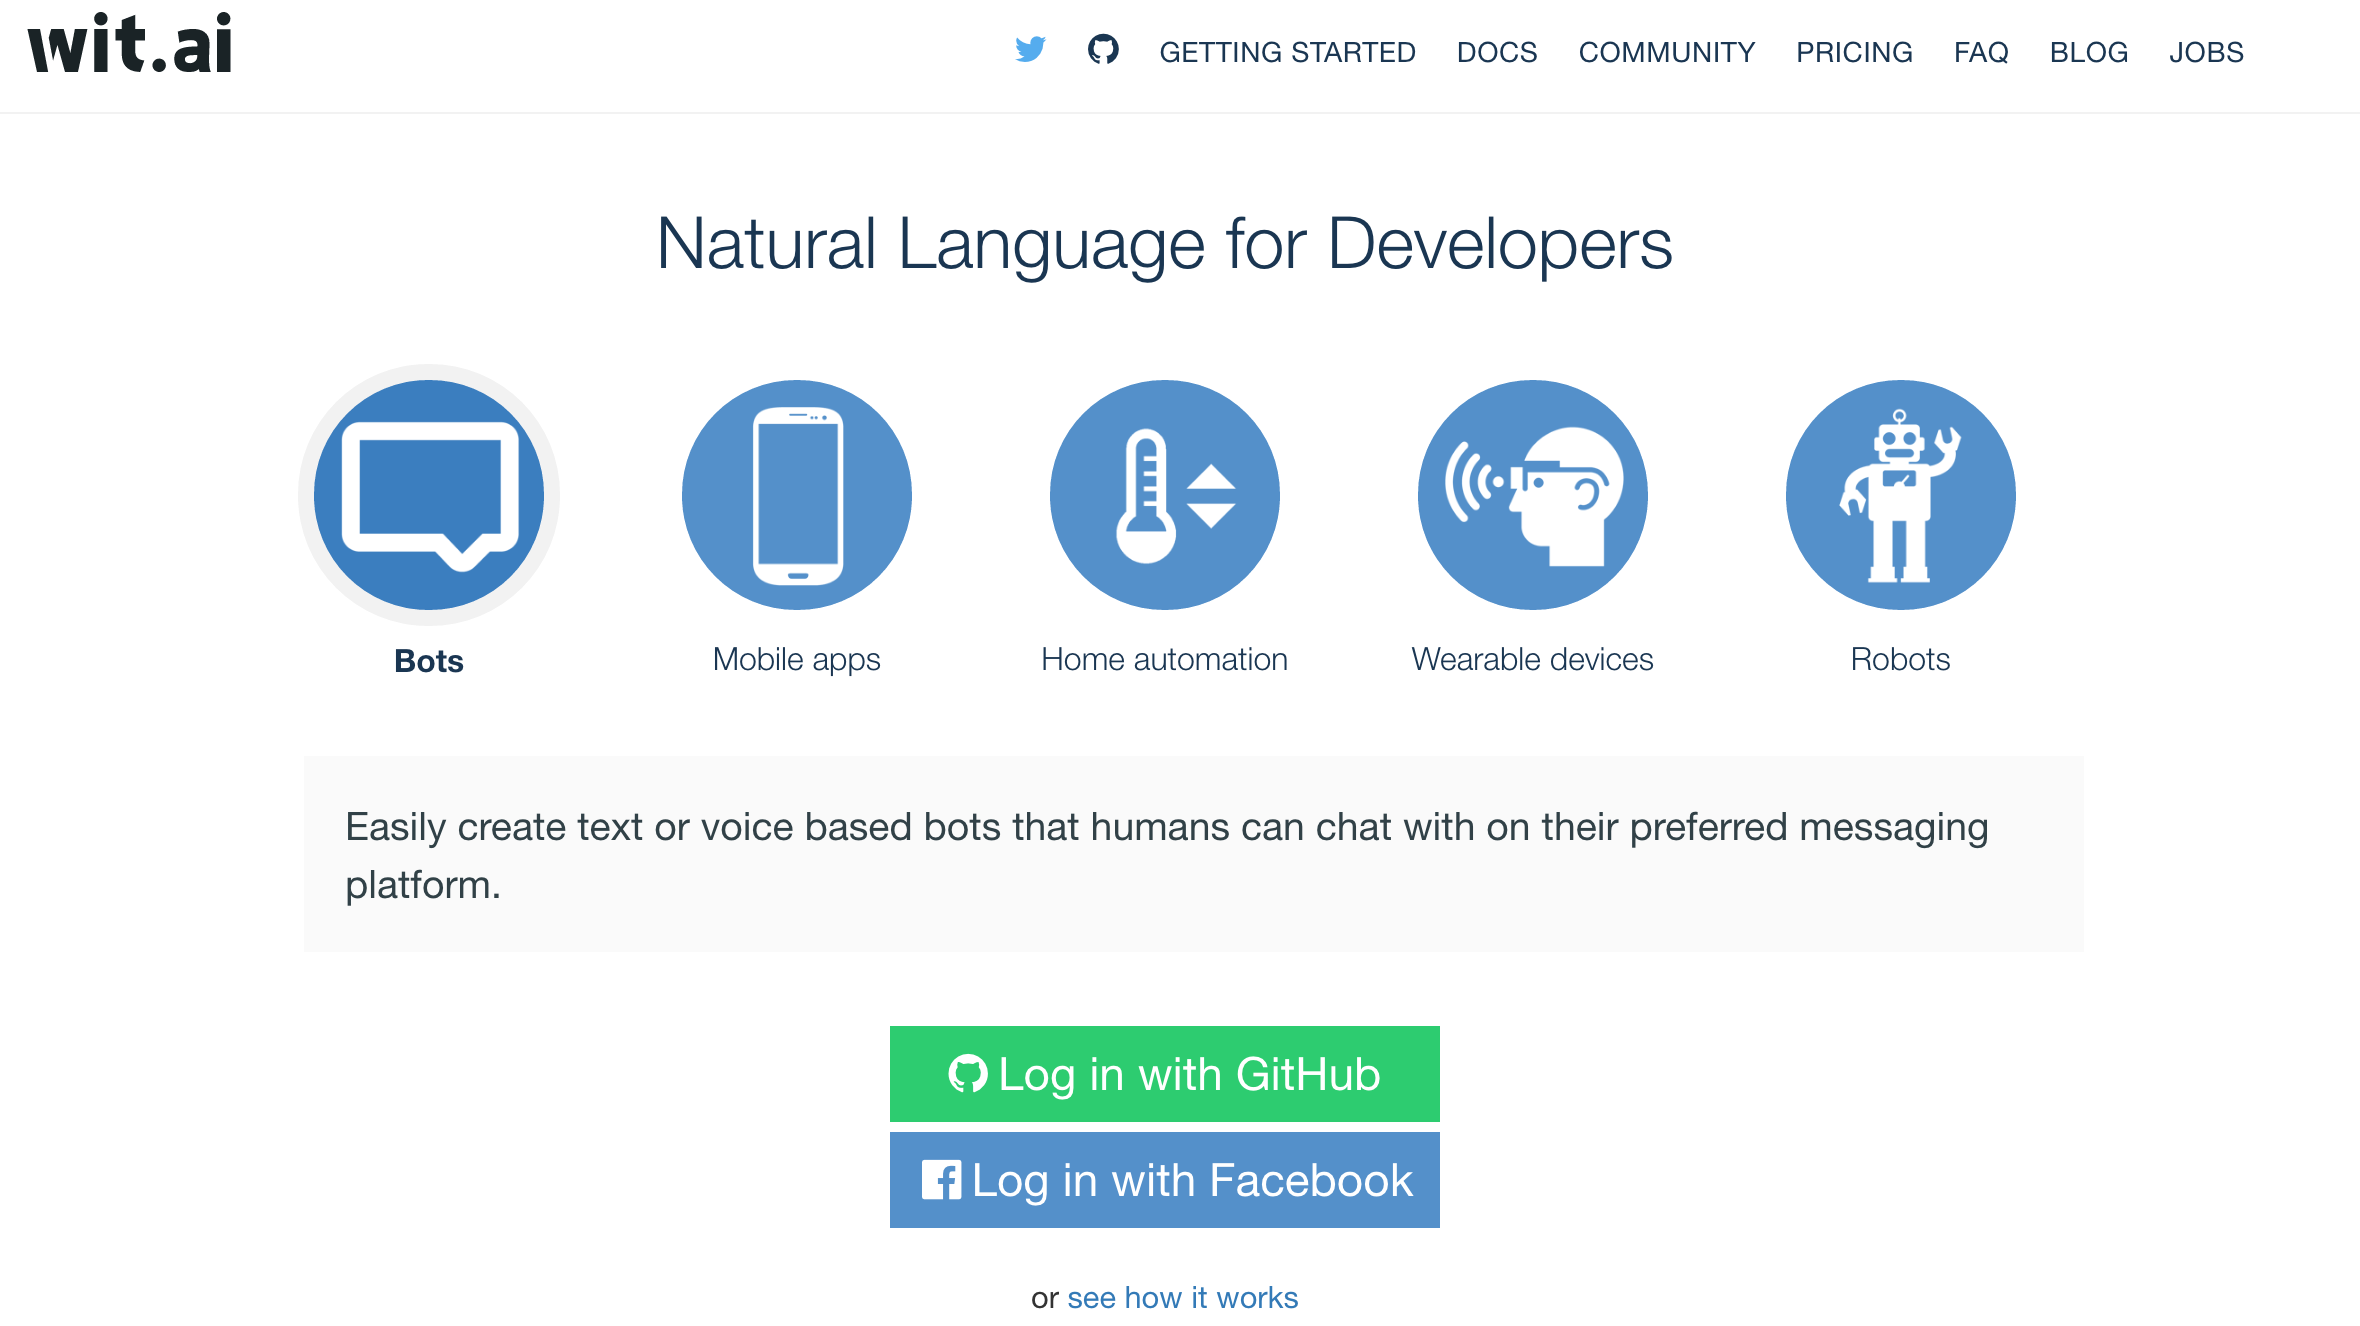 wit.ai
GETTING STARTED DOCS COMMUNITY PRICING FAQ BLOG JOBS
Natural Language for Developers
Bots
Mobile apps
Home automation
Wearable devices
Robots
Easily create text or voice based bots that humans can chat with on their preferred messaging
platform.
Log in with GitHub
Log in with Facebook
or see how it works